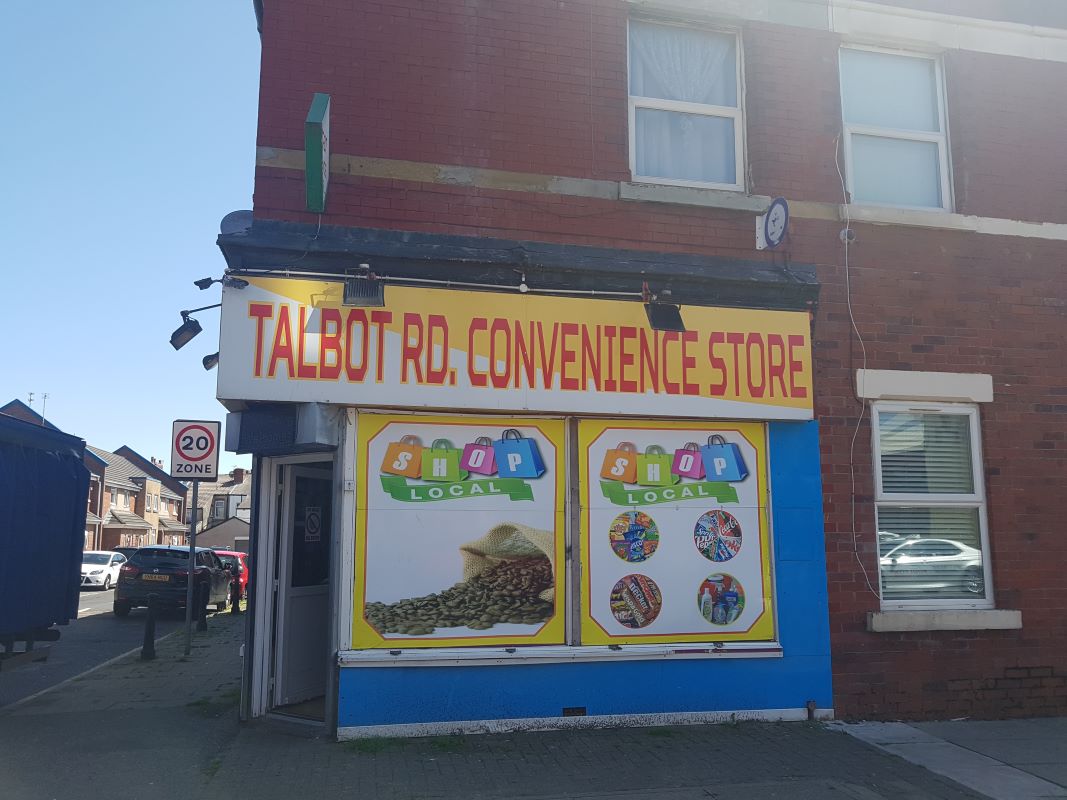 TALBOT RD. CONVENIENCE STORE
20
ZONE
SHOP
LOCAL
SHOP
LOCAL